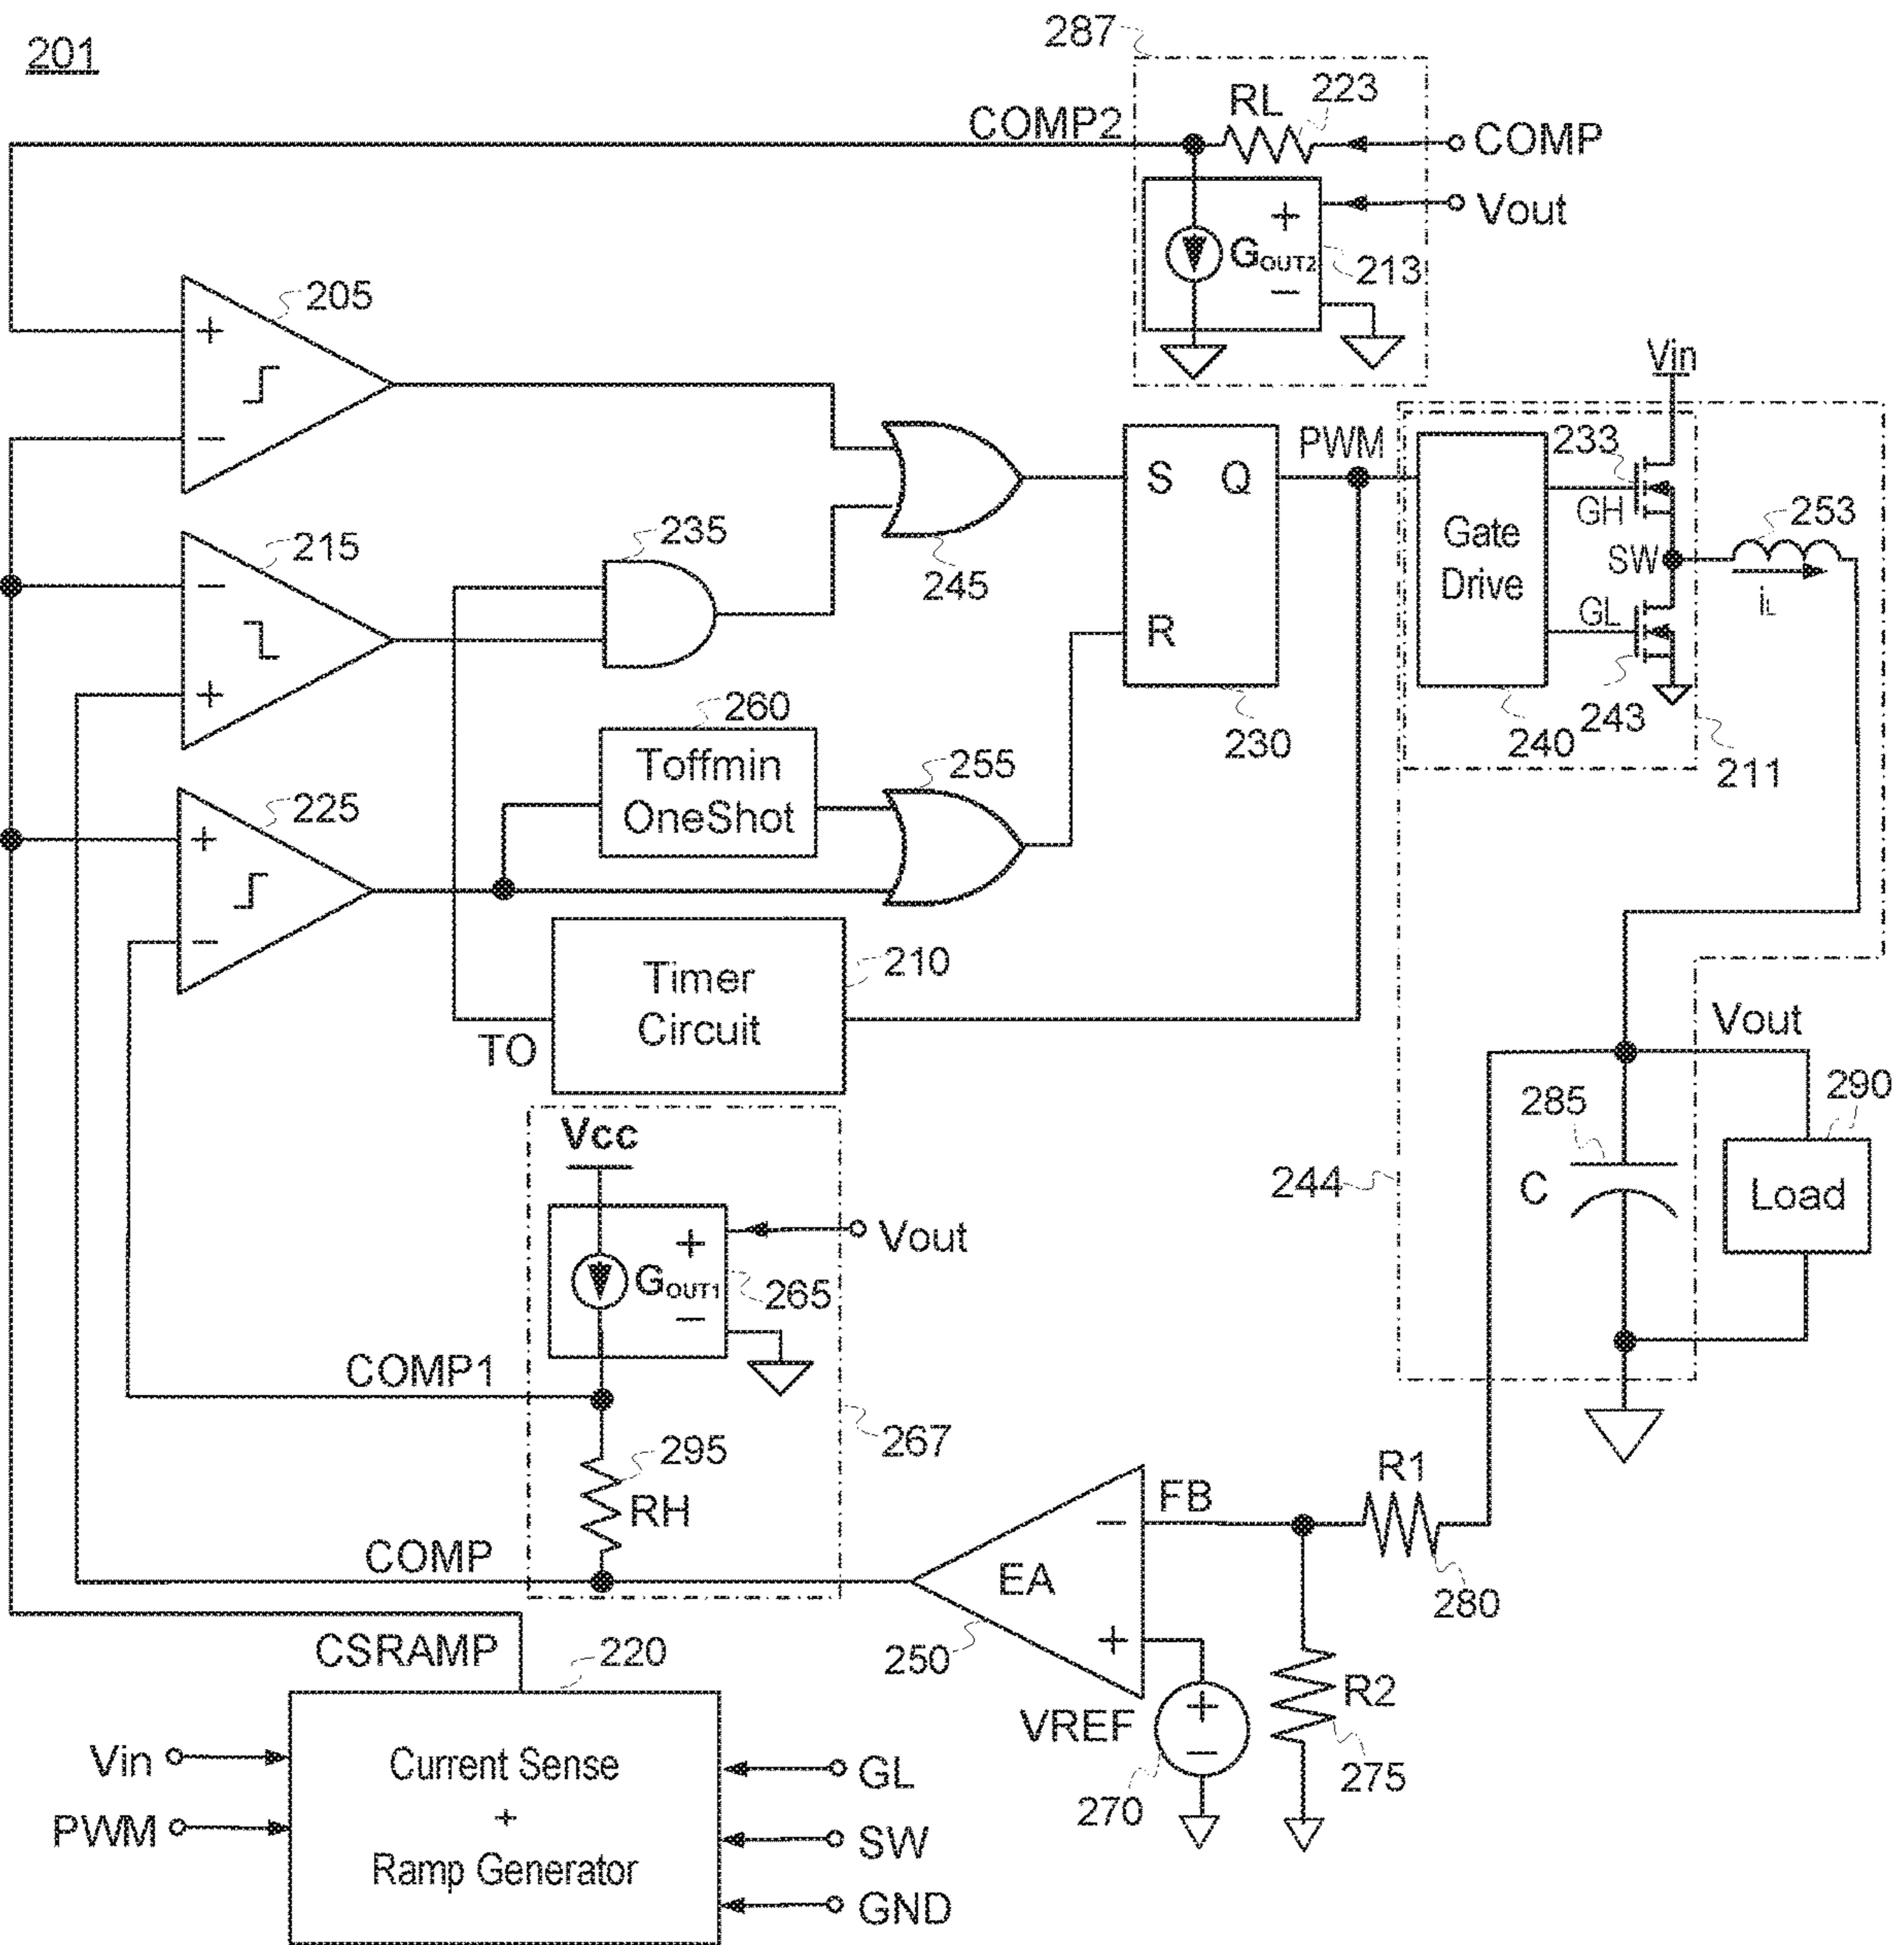 201
287
RL 223
COMP2
COMP
Vout
+
GOUT2
213
−
205
+
−
Vin
PWM
233
GH
253
S Q
Gate
Drive
SW
iL
215
−
+
235
245
R
GL
243
230
240
211
260
Toffmin
OneShot
255
225
+
−
Timer
Circuit
210
TO
Vout
290
285
C
Load
244
Vcc
+
Vout
GOUT1
265
−
COMP1
267
295
RH
R1
FB
−
COMP
EA
280
+
250
CSRAMP
220
R2
VREF
+
−
275
270
Vin
Current Sense
+
Ramp Generator
GL
PWM
SW
GND